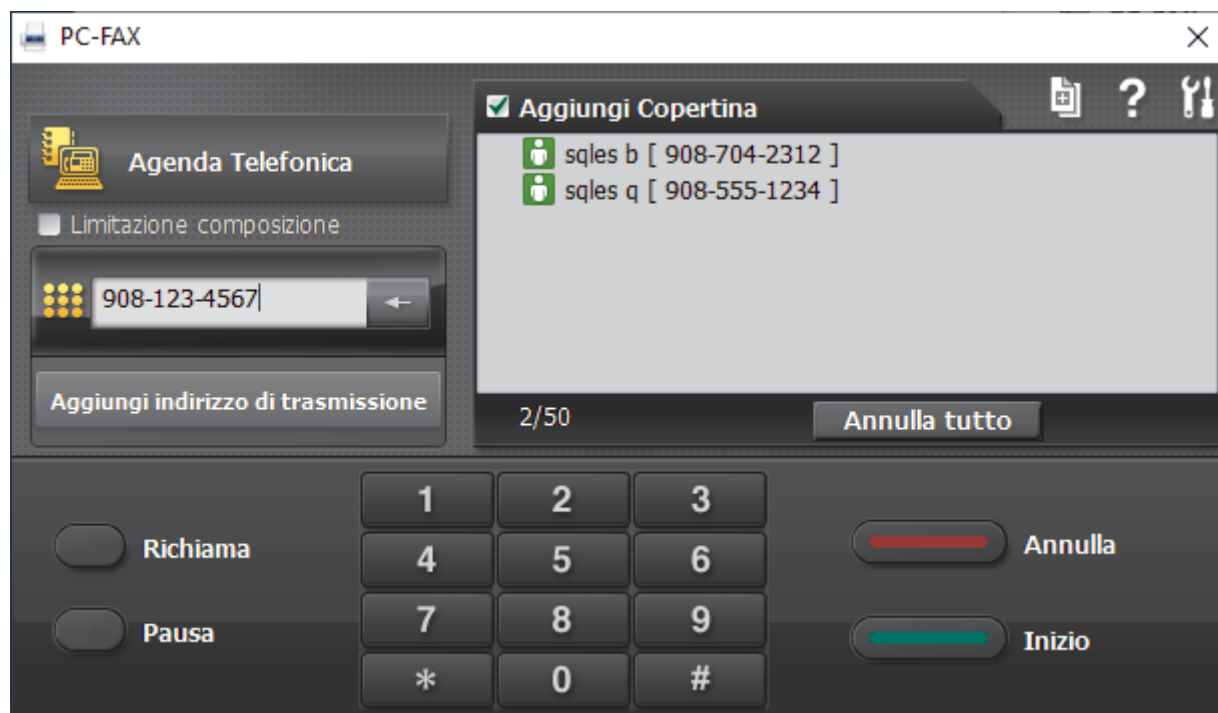 PC-FAX
Agenda Telefonica
Limitazione composizione
908-123-4567
Aggiungi indirizzo di trasmissione
Aggiungi Copertina
?
sqles b [ 908-704-2312 ]
sqles q [ 908-555-1234 ]
2/50
Annulla tutto
Richiama
Pausa
1 2 3
4 5 6
7 8 9
* 0 #
Annulla
Inizio